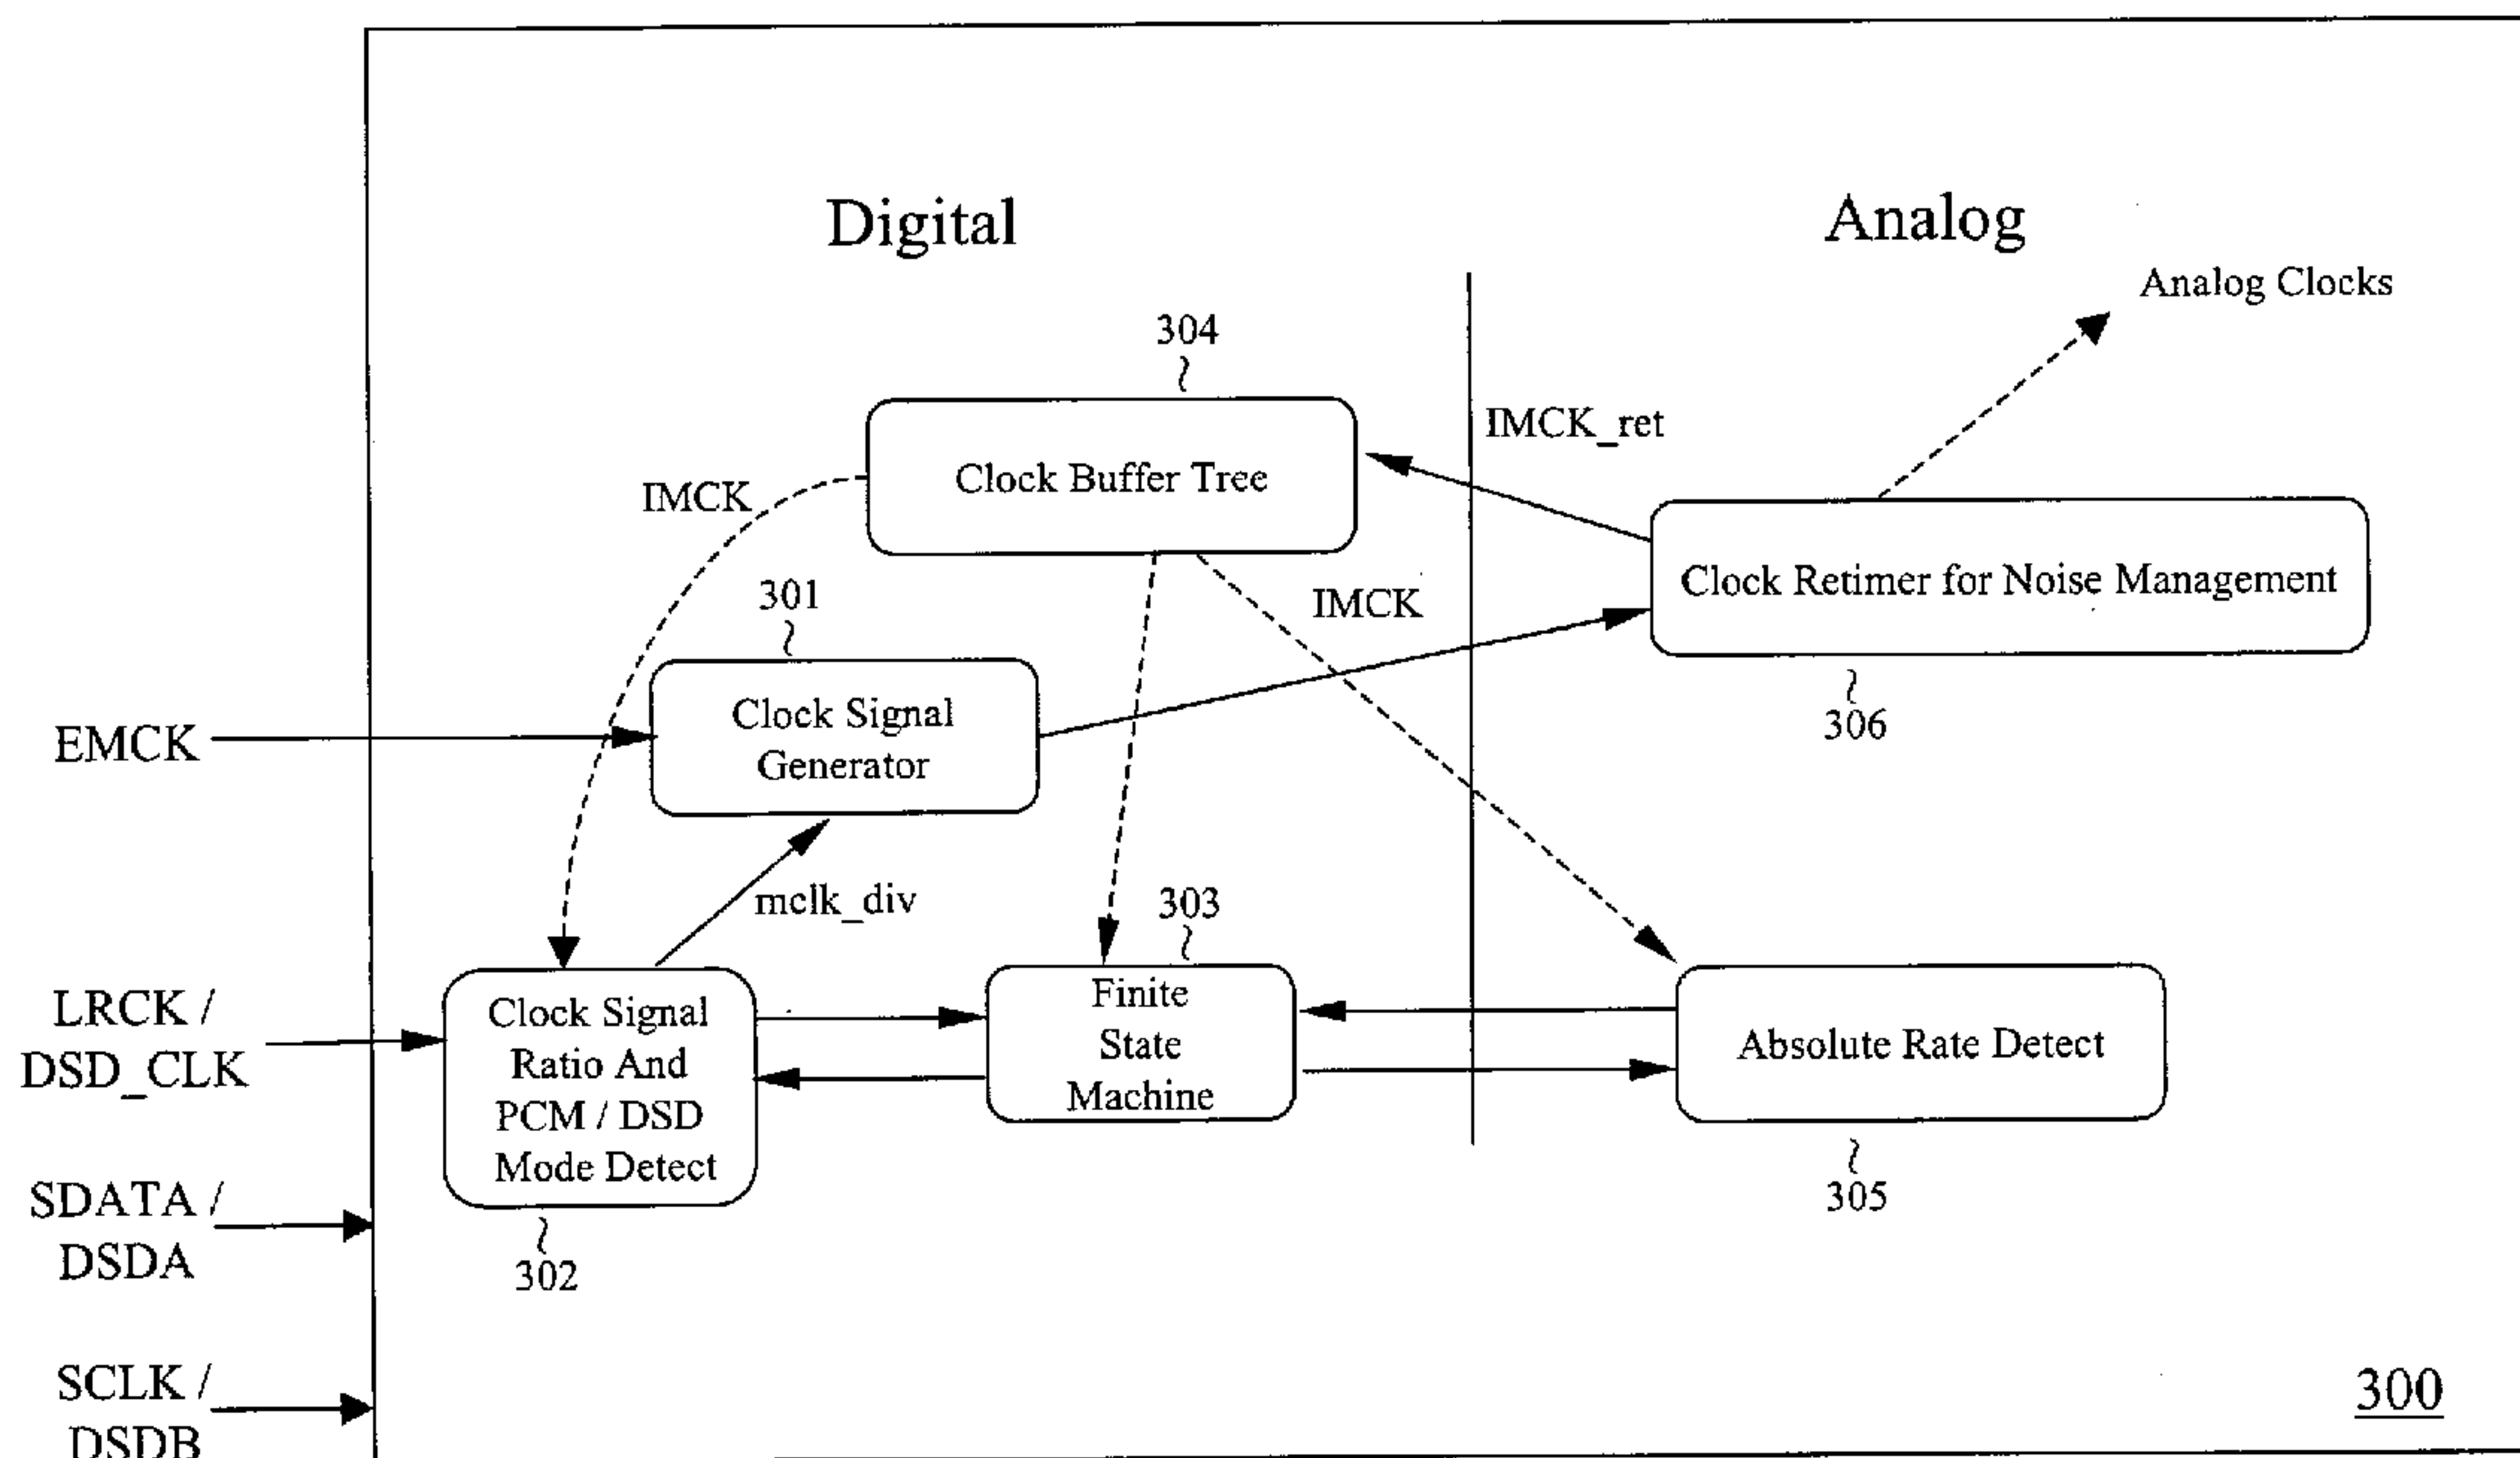 Digital
Analog
Analog Clocks
304
IMCK_ret
Clock Buffer Tree
IMCK
Clock Retimer for Noise Management
301
IMCK
306
EMCK
Clock Signal
Generator
mclk_div
303
LRCK /
DSD_CLK
Clock Signal
Ratio And
PCM / DSD
Mode Detect
Finite
State
Machine
Absolute Rate Detect
305
SDATA /
DSDA
302
SCLK /
DSDB
300